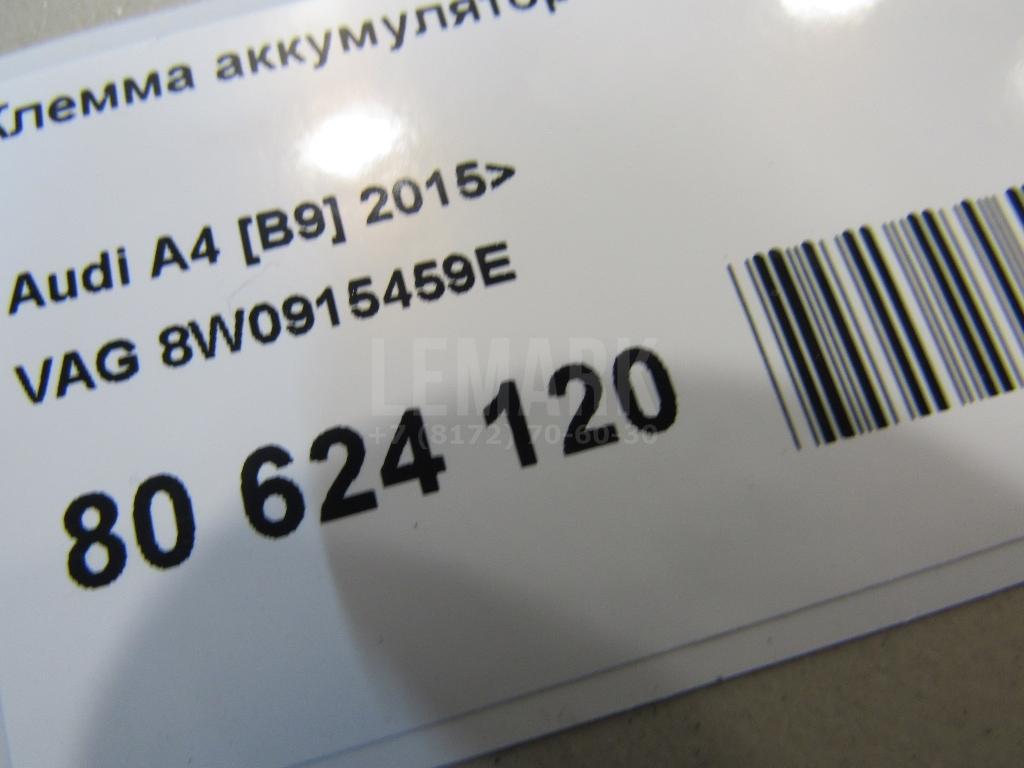 Клемма аккумулятор
Audi A4 [B9] 2015>
VAG 8W0915459E
80 624 120
LEMARK
+7 (8172) 70-60-30